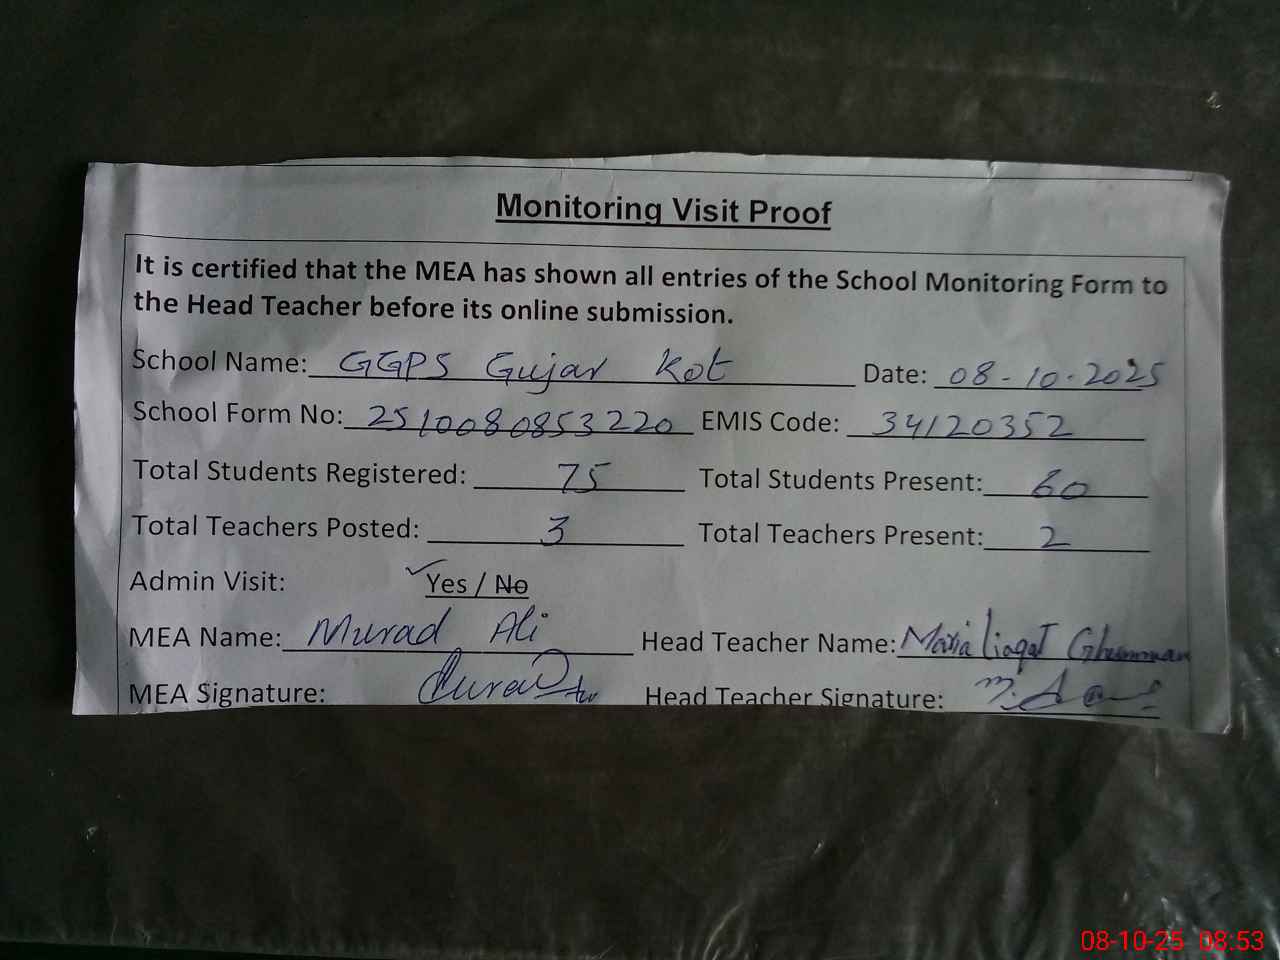 Monitoring Visit Proof
It is certified that the MEA has shown all entries of the School Monitoring Form to
the Head Teacher before its online submission.
School Name: GGPS Gujar Kot Date: 08-10-2025
School Form No: 2510080853220 EMIS Code: 34120352
Total Students Registered: 75 Total Students Present: 60
Total Teachers Posted: 3 Total Teachers Present: 2
Admin Visit: Yes / No
MEA Name: Murad Ali Head Teacher Name: Maria Liaqat Ghumman
MEA Signature: Head Teacher Signature:
08-10-25 08:53